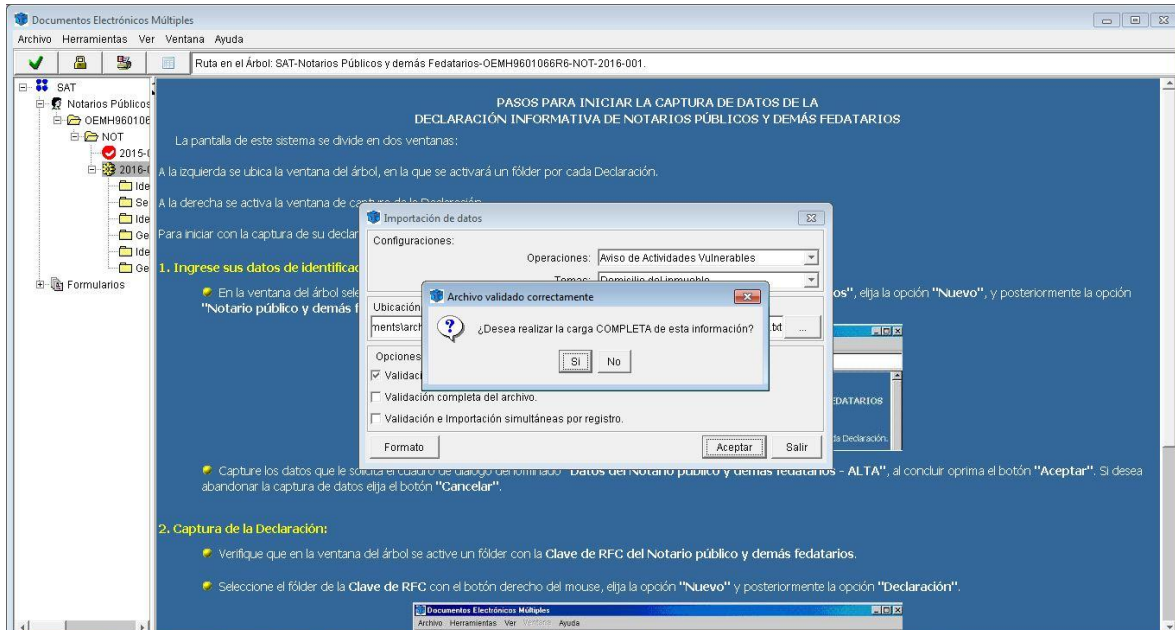 Documentos Electrónicos Múltiples
Archivo Herramientas Ver Ventana Ayuda
Ruta en el Árbol: SAT-Notarios Públicos y demás Fedatarios-OEMH9601066R6-NOT-2016-001.
SAT
Notarios Públicos
OEMH960106
NOT
2015-0
2016-0
Ide
Se
Ide
Ge
Ide
Ge
Formularios
PASOS PARA INICIAR LA CAPTURA DE DATOS DE LA
DECLARACIÓN INFORMATIVA DE NOTARIOS PÚBLICOS Y DEMÁS FEDATARIOS
La pantalla de este sistema se divide en dos ventanas:
A la izquierda se ubica la ventana del árbol, en la que se activará un fólder por cada Declaración.
A la derecha se activa la ventana de captura de la Declaración
Para iniciar con la captura de su declar
1. Ingrese sus datos de identificac
En la ventana del árbol sele os", elija la opción "Nuevo", y posteriormente la opción
"Notario público y demás f
Importación de datos
Configuraciones:
Operaciones: Aviso de Actividades Vulnerables
Temas: Domicilio del inmueble
Ubicación
ments\arch .txt ...
Opciones
Validaci
Validación completa del archivo.
Validación e Importación simultáneas por registro.
Formato Aceptar Salir
Archivo validado correctamente
¿Desea realizar la carga COMPLETA de esta información?
Si No
EDATARIOS
da Declaración.
Capture los datos que le solicita el cuadro de diálogo denominado "Datos del Notario público y demás fedatarios - ALTA", al concluir oprima el botón "Aceptar". Si desea
abandonar la captura de datos elija el botón "Cancelar".
2. Captura de la Declaración:
Verifique que en la ventana del árbol se active un fólder con la Clave de RFC del Notario público y demás fedatarios.
Seleccione el fólder de la Clave de RFC con el botón derecho del mouse, elija la opción "Nuevo" y posteriormente la opción "Declaración".
Documentos Electrónicos Múltiples
Archivo Herramientas Ver Ventana Ayuda